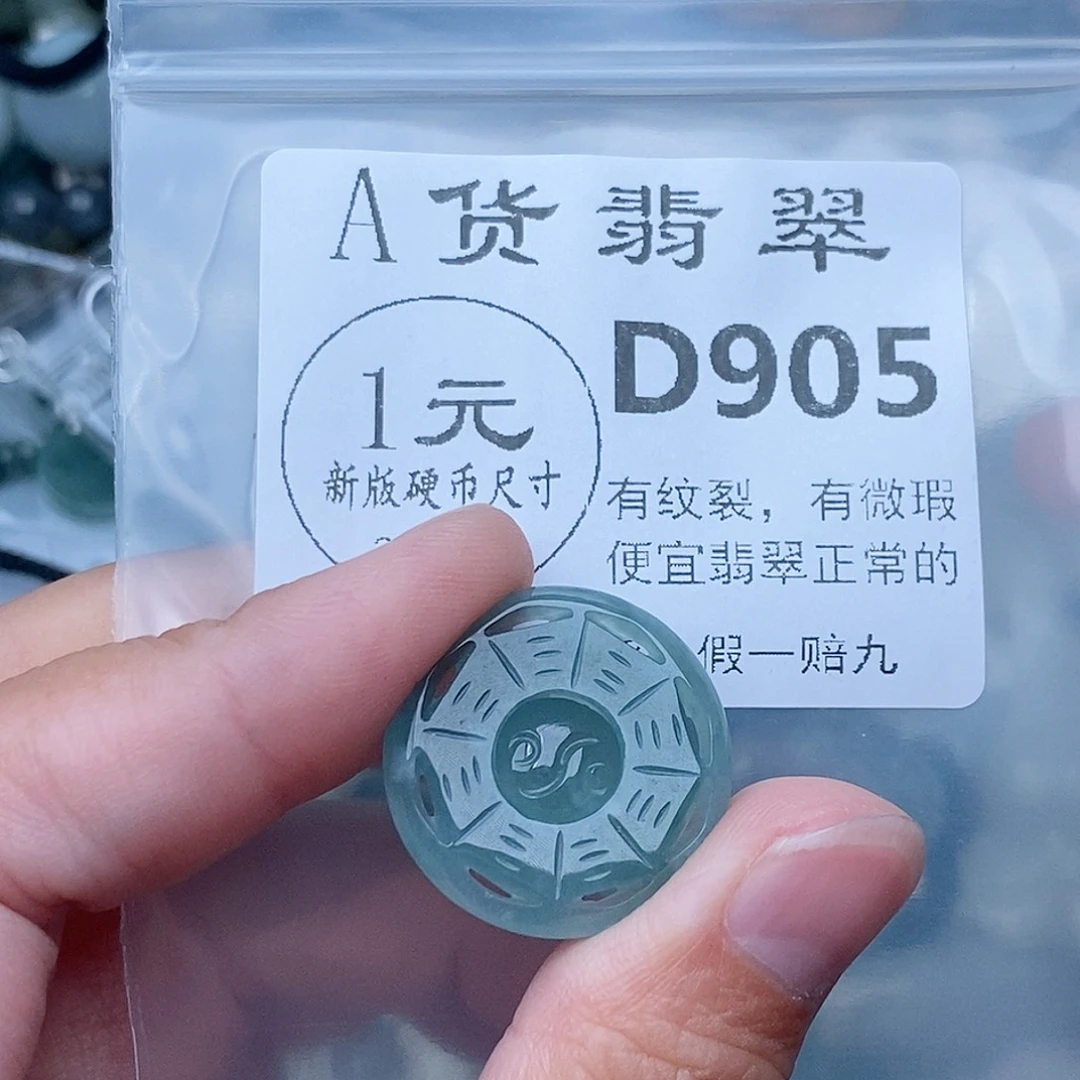 A货翡翠
1元
新版硬币尺寸
D905
有纹裂，有微瑕
便宜翡翠正常的
假一赔九